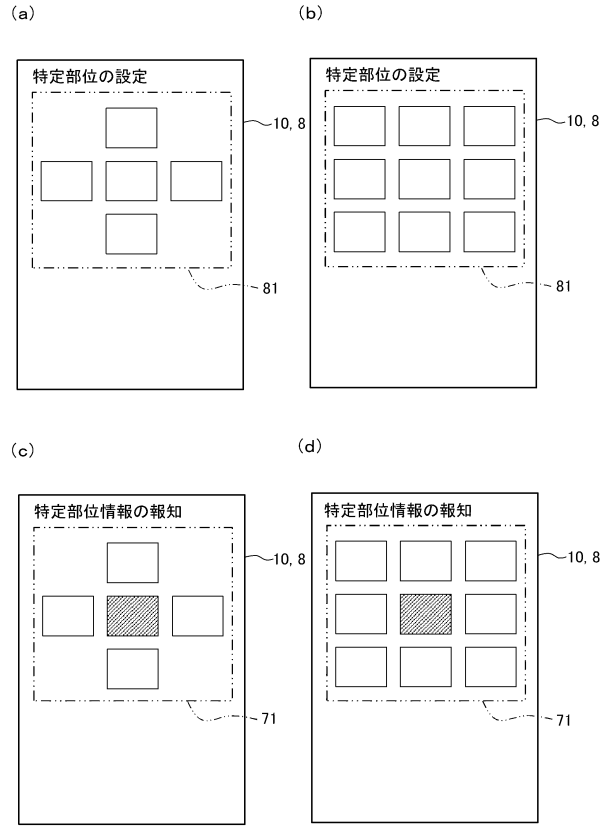 (a)
(b)
特定部位の設定
特定部位の設定
10, 8
10, 8
81
81
(c)
(d)
特定部位情報の報知
特定部位情報の報知
10, 8
10, 8
71
71